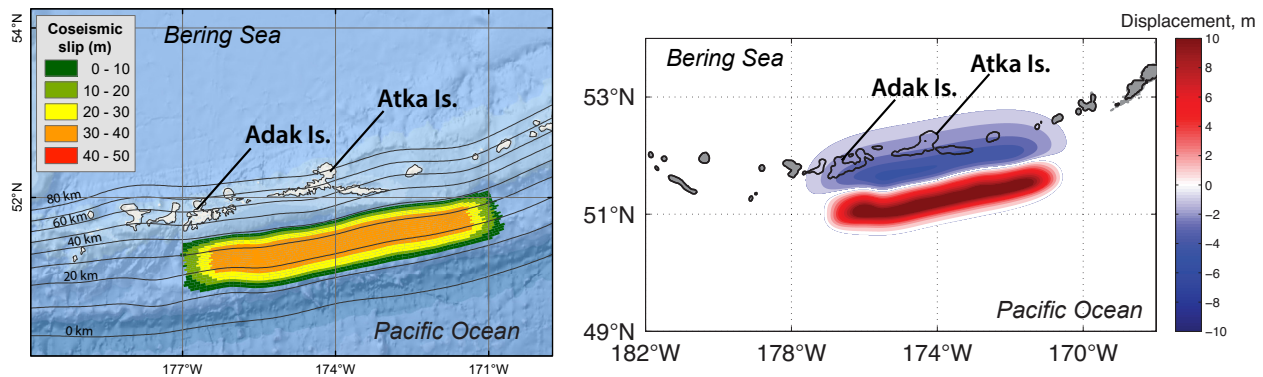 54°N
52°N
Coseismic
slip (m)
0 - 10
10 - 20
20 - 30
30 - 40
40 - 50
Bering Sea
Atka Is.
Adak Is.
80 km
60 km
40 km
20 km
0 km
Pacific Ocean
177°W
174°W
171°W
Displacement, m
Bering Sea
Atka Is.
Adak Is.
53°N
51°N
49°N
Pacific Ocean
182°W
178°W
174°W
170°W
10
8
6
4
2
0
−2
−4
−6
−8
−10